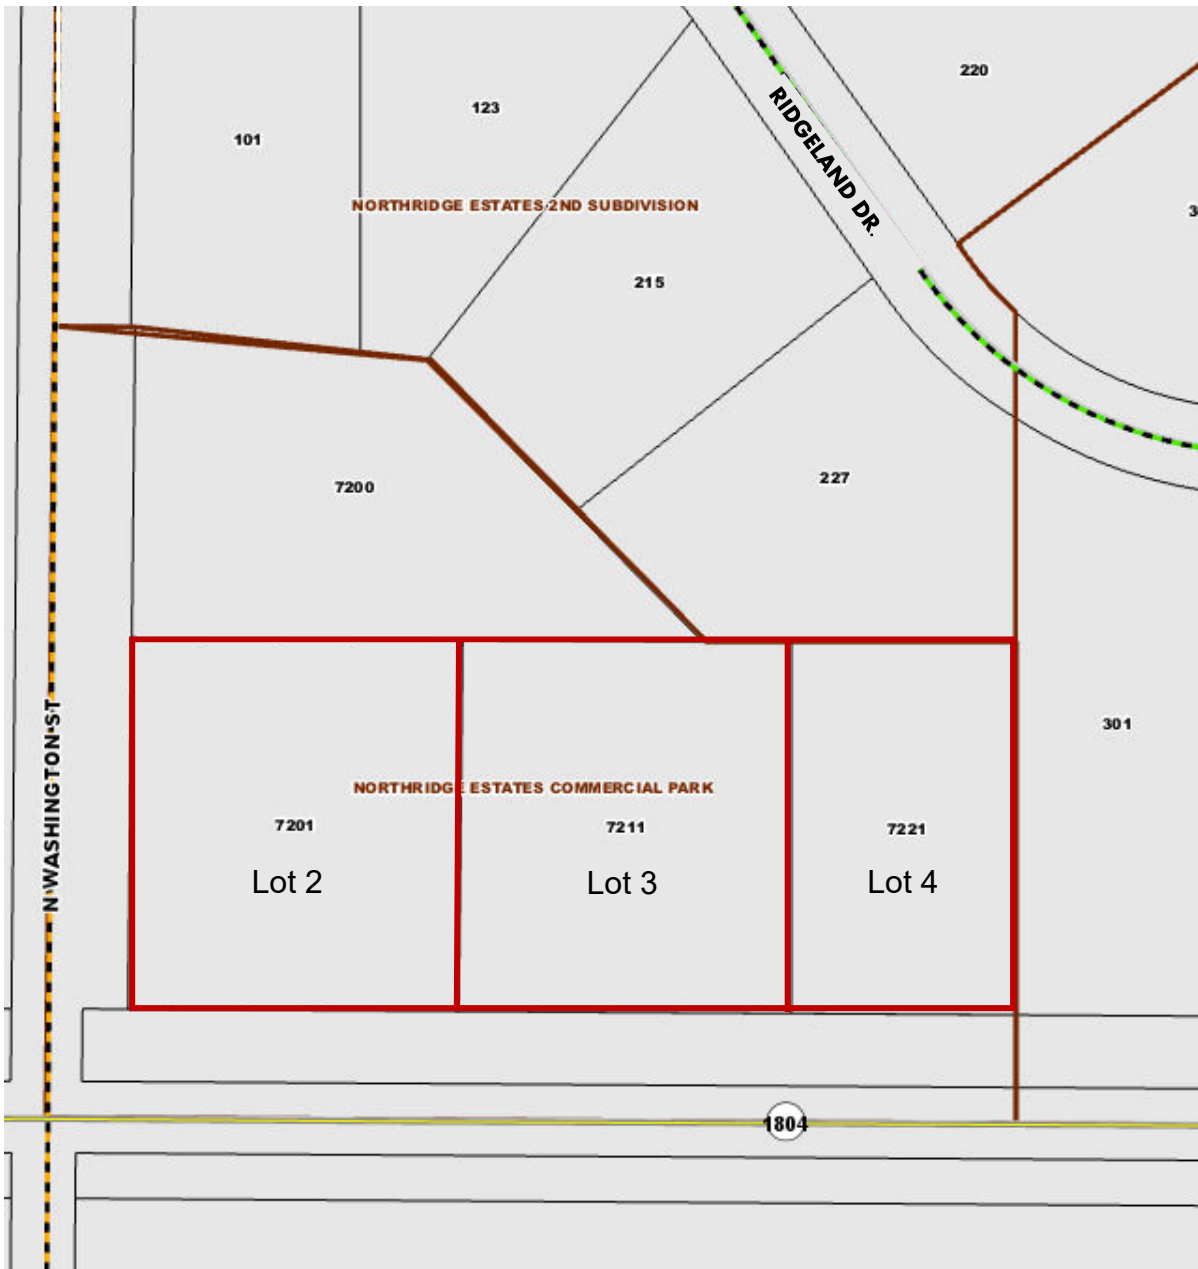 220
123
101
RIDGELAND DR.
NORTHRIDGE ESTATES 2ND SUBDIVISION
3
215
227
7200
301
N WASHINGTON ST
NORTHRIDGE ESTATES COMMERCIAL PARK
7201
7211
7221
Lot 2
Lot 3
Lot 4
1804